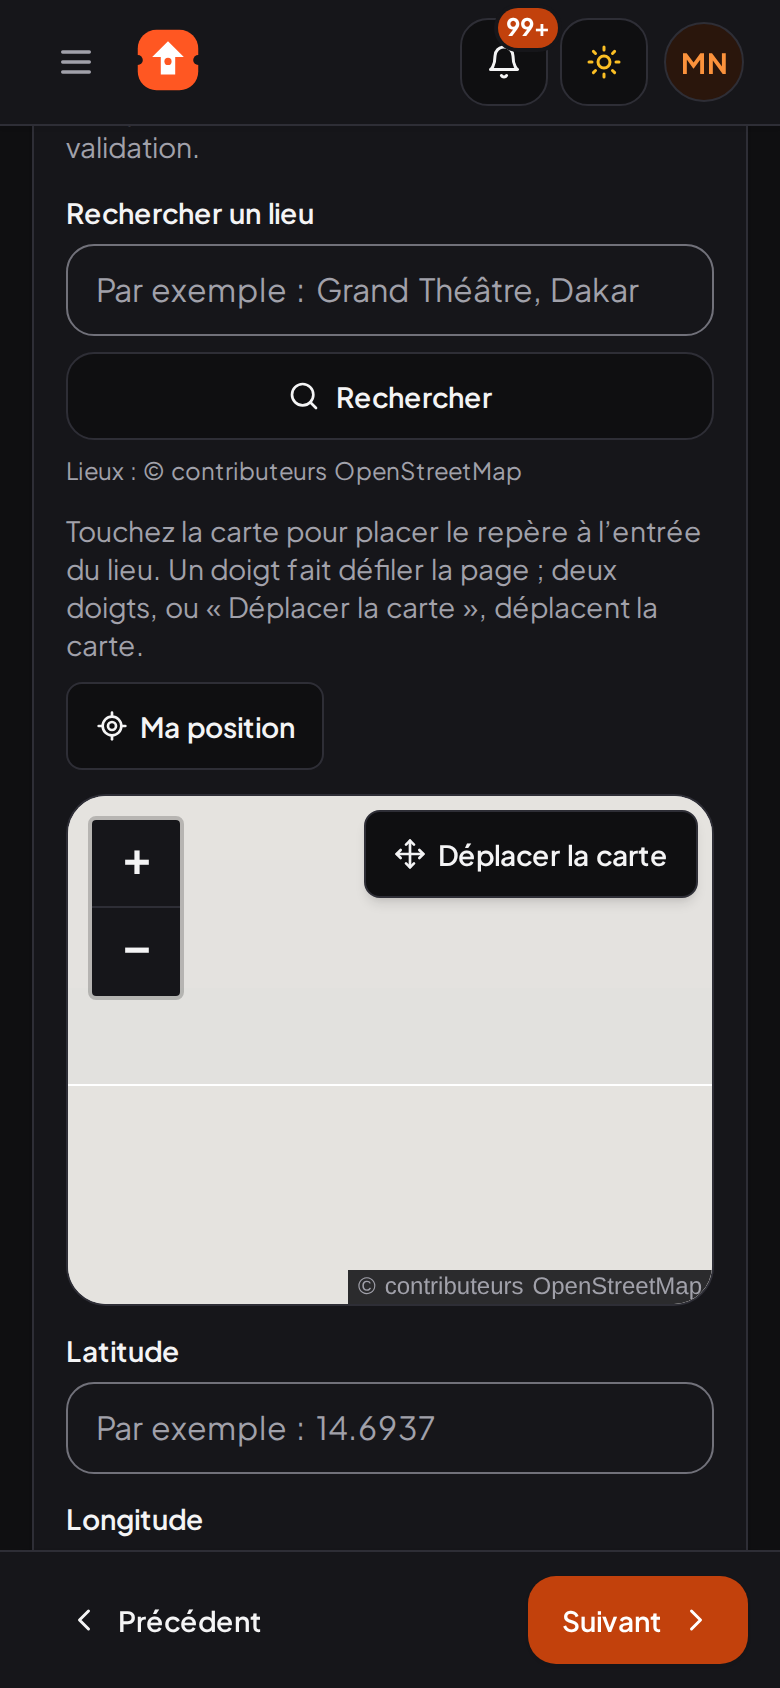 99+
MN
validation.
Rechercher un lieu
Par exemple : Grand Théâtre, Dakar
Rechercher
Lieux : © contributeurs OpenStreetMap
Touchez la carte pour placer le repère à l’entrée
du lieu. Un doigt fait défiler la page ; deux
doigts, ou « Déplacer la carte », déplacent la
carte.
Ma position
+
Déplacer la carte
−
© contributeurs OpenStreetMap
Latitude
Par exemple : 14.6937
Longitude
Précédent
Suivant